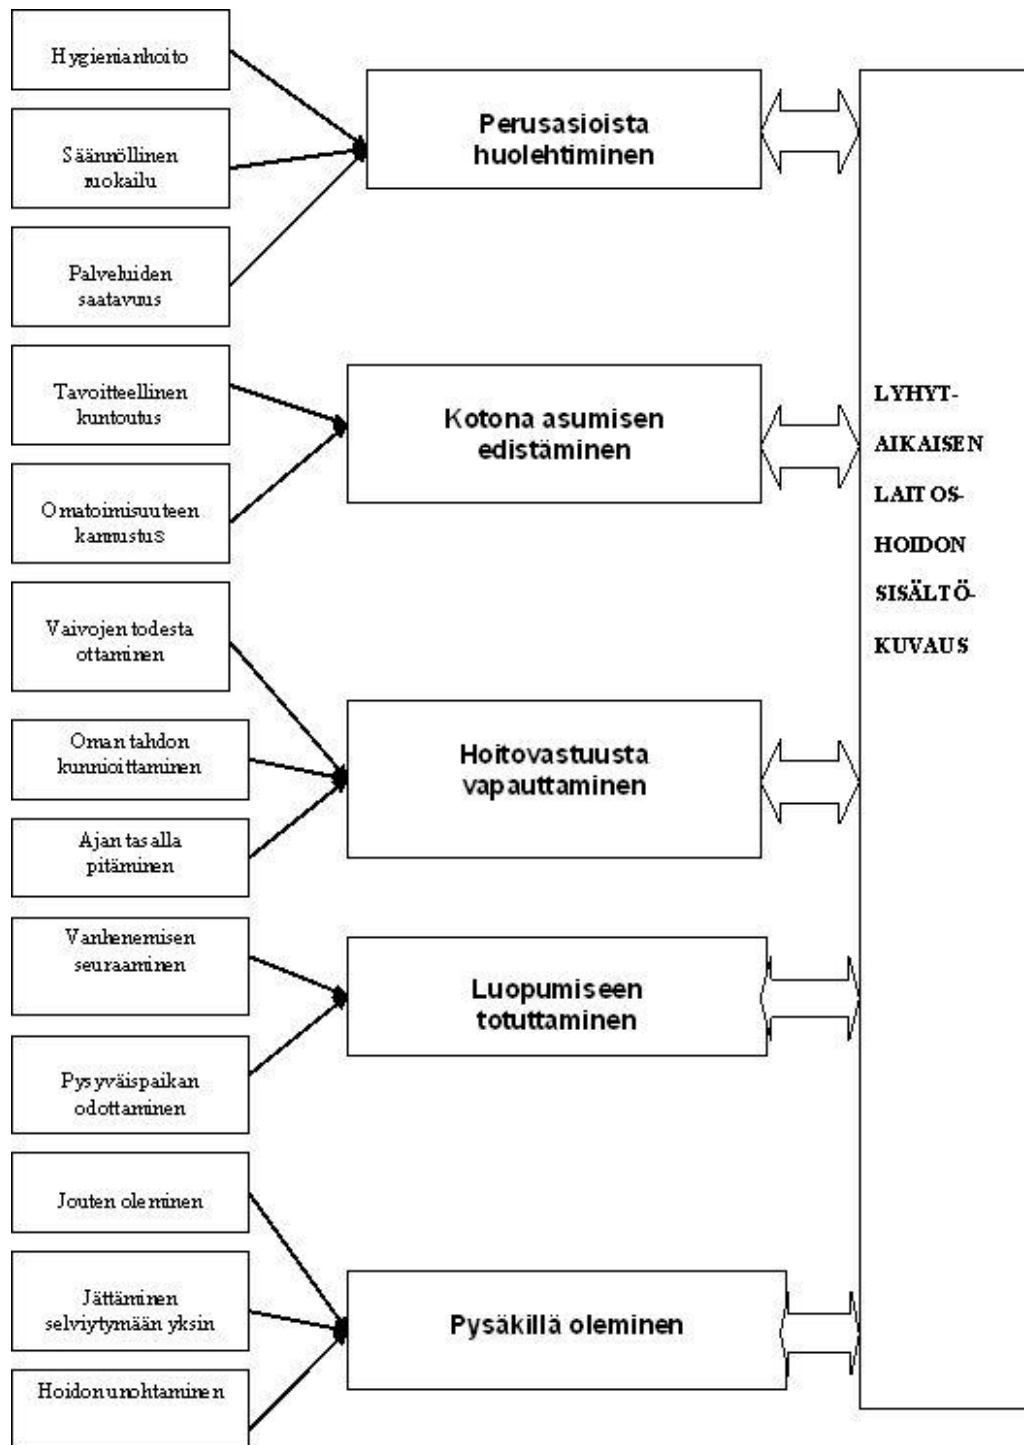 Hygienianhoito
Säännöllinen
ruokailu
Palveluiden
saatavuus
Perusasioista
huolehtiminen
Tavoitteellinen
kuntoutus
Omatoimisuuteen
kannustus
Kotona asumisen
edistäminen
Vaivojen todesta
ottaminen
Oman tahdon
kunnioittaminen
Ajan tasalla
pitäminen
Hoitovastuusta
vapauttaminen
Vanhenemisen
seuraaminen
Pysyväispaikan
odottaminen
Luopumiseen
totuttaminen
Jouten oleminen
Jättäminen
selviytymään yksin
Hoidon unohtaminen
Pysäkillä oleminen
LYHYT-
AIKAISEN
LAITOS-
HOIDON
SISÄLTÖ-
KUVAUS